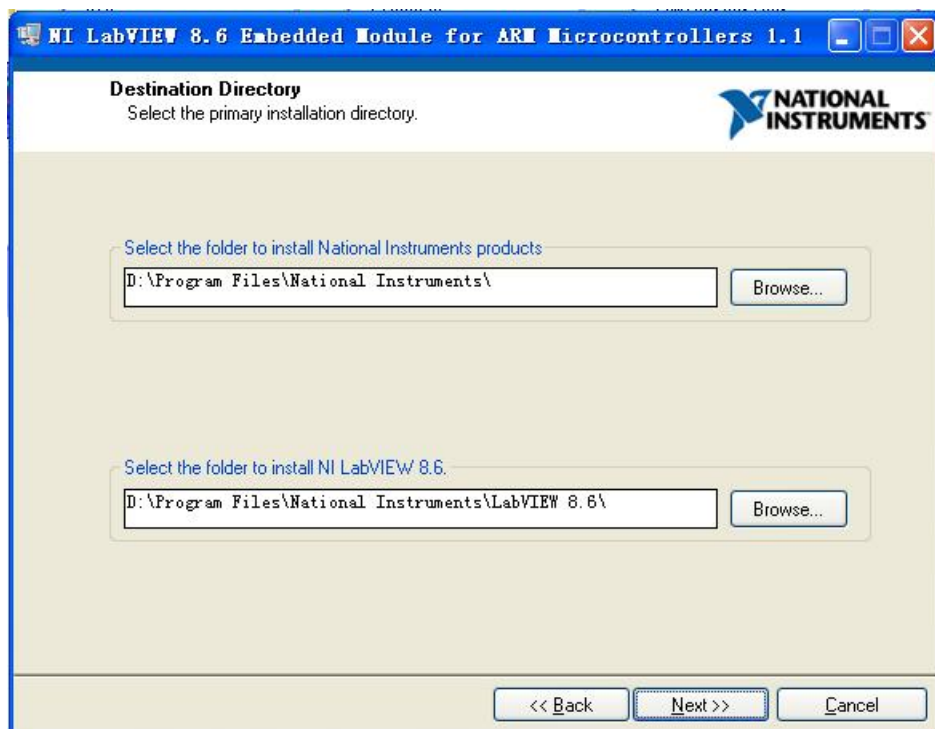 NI LabVIEW 8.6 Embedded Module for ARM Microcontrollers 1.1
Destination Directory
Select the primary installation directory.
NATIONAL
INSTRUMENTS
Select the folder to install National Instruments products
D:\Program Files\National Instruments\
Browse...
Select the folder to install NI LabVIEW 8.6.
D:\Program Files\National Instruments\LabVIEW 8.6\
Browse...
<< Back
Next >>
Cancel